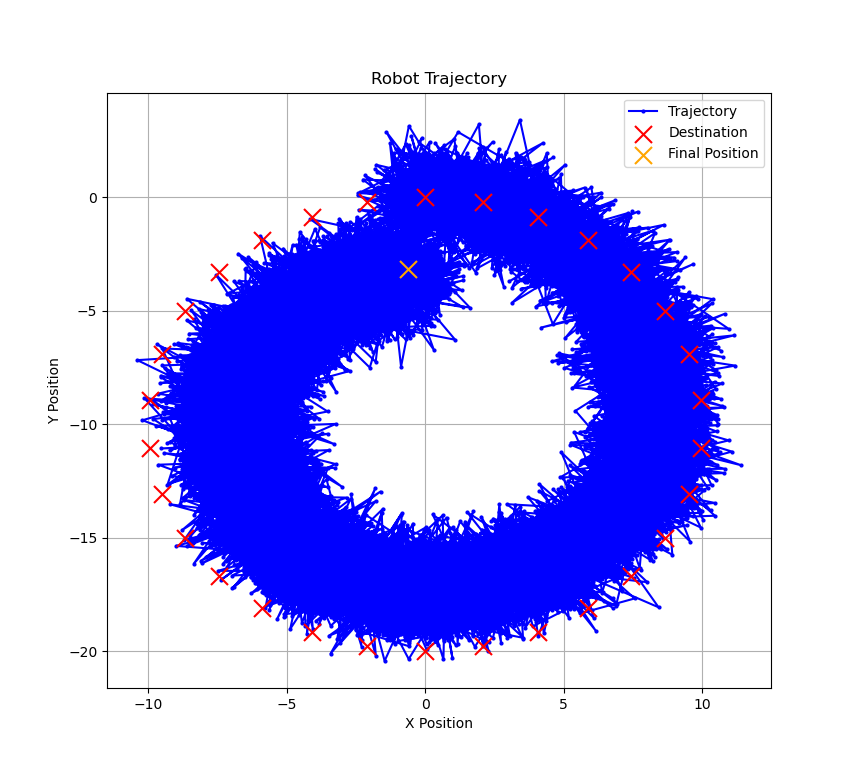 Robot Trajectory
Trajectory
Destination
Final Position
0
−5
−10
−15
−20
Y Position
−10
−5
0
5
10
X Position